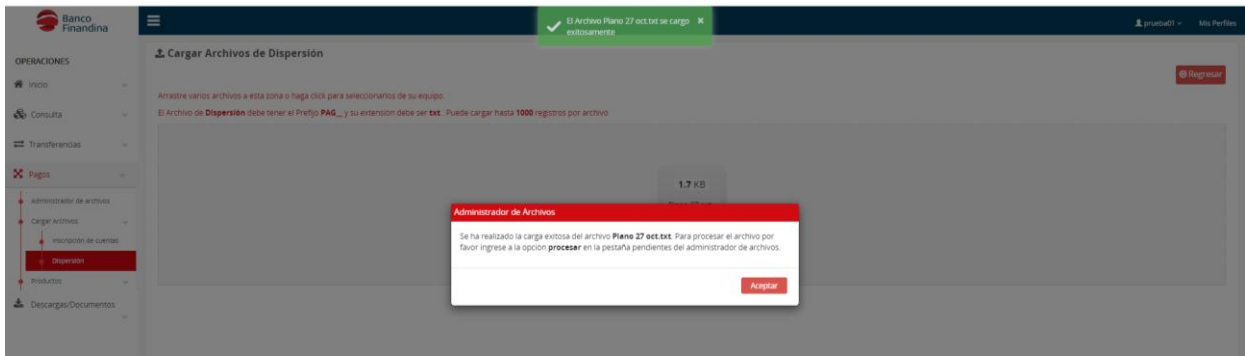 Banco
Finandina
El Archivo Plano 27 oct.txt se cargo ×
exitosamente
prueba01
Mis Perfiles
OPERACIONES
Inicio
Consulta
Transferencias
Pagos
Administrador de archivos
Cargar Archivos
Inscripción de cuentas
Dispersión
Productos
Descargas/Documentos
Cargar Archivos de Dispersión
Regresar
Arrastre varios archivos a esta zona o haga click para seleccionarlos de su equipo.
El Archivo de Dispersión debe tener el Prefijo PAG_ y su extensión debe ser txt . Puede cargar hasta 1000 registros por archivo
1.7 KB
Administrador de Archivos
Se ha realizado la carga exitosa del archivo Plano 27 oct.txt. Para procesar el archivo por
favor ingrese a la opción procesar en la pestaña pendientes del administrador de archivos.
Aceptar